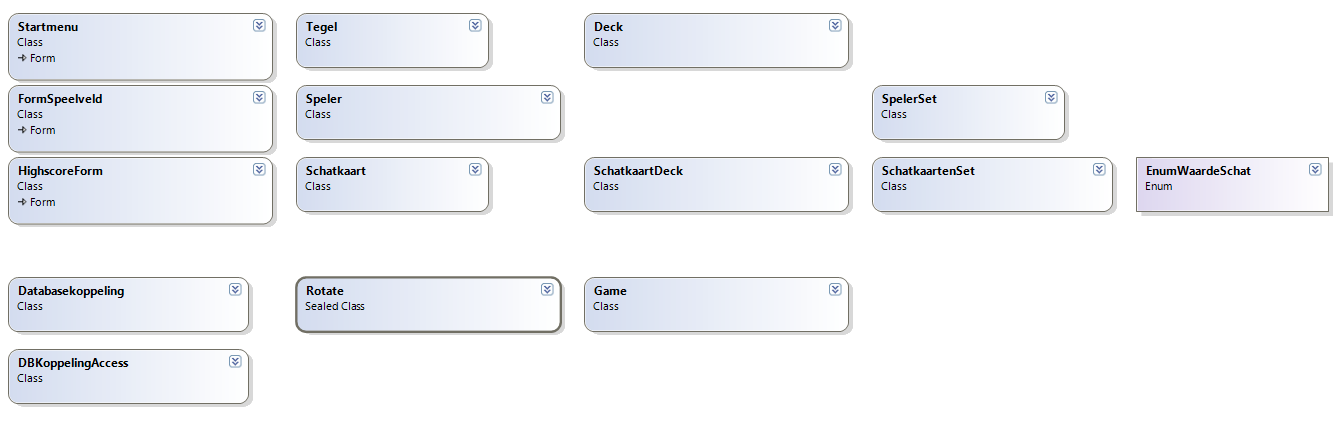 Startmenu
Class
Form
Tegel
Class
Deck
Class
FormSpeelveld
Class
Form
Speler
Class
SpelerSet
Class
HighscoreForm
Class
Form
Schatkaart
Class
SchatkaartDeck
Class
SchatkaartenSet
Class
EnumWaardeSchat
Enum
Databasekoppeling
Class
Rotate
Sealed Class
Game
Class
DBKoppelingAccess
Class